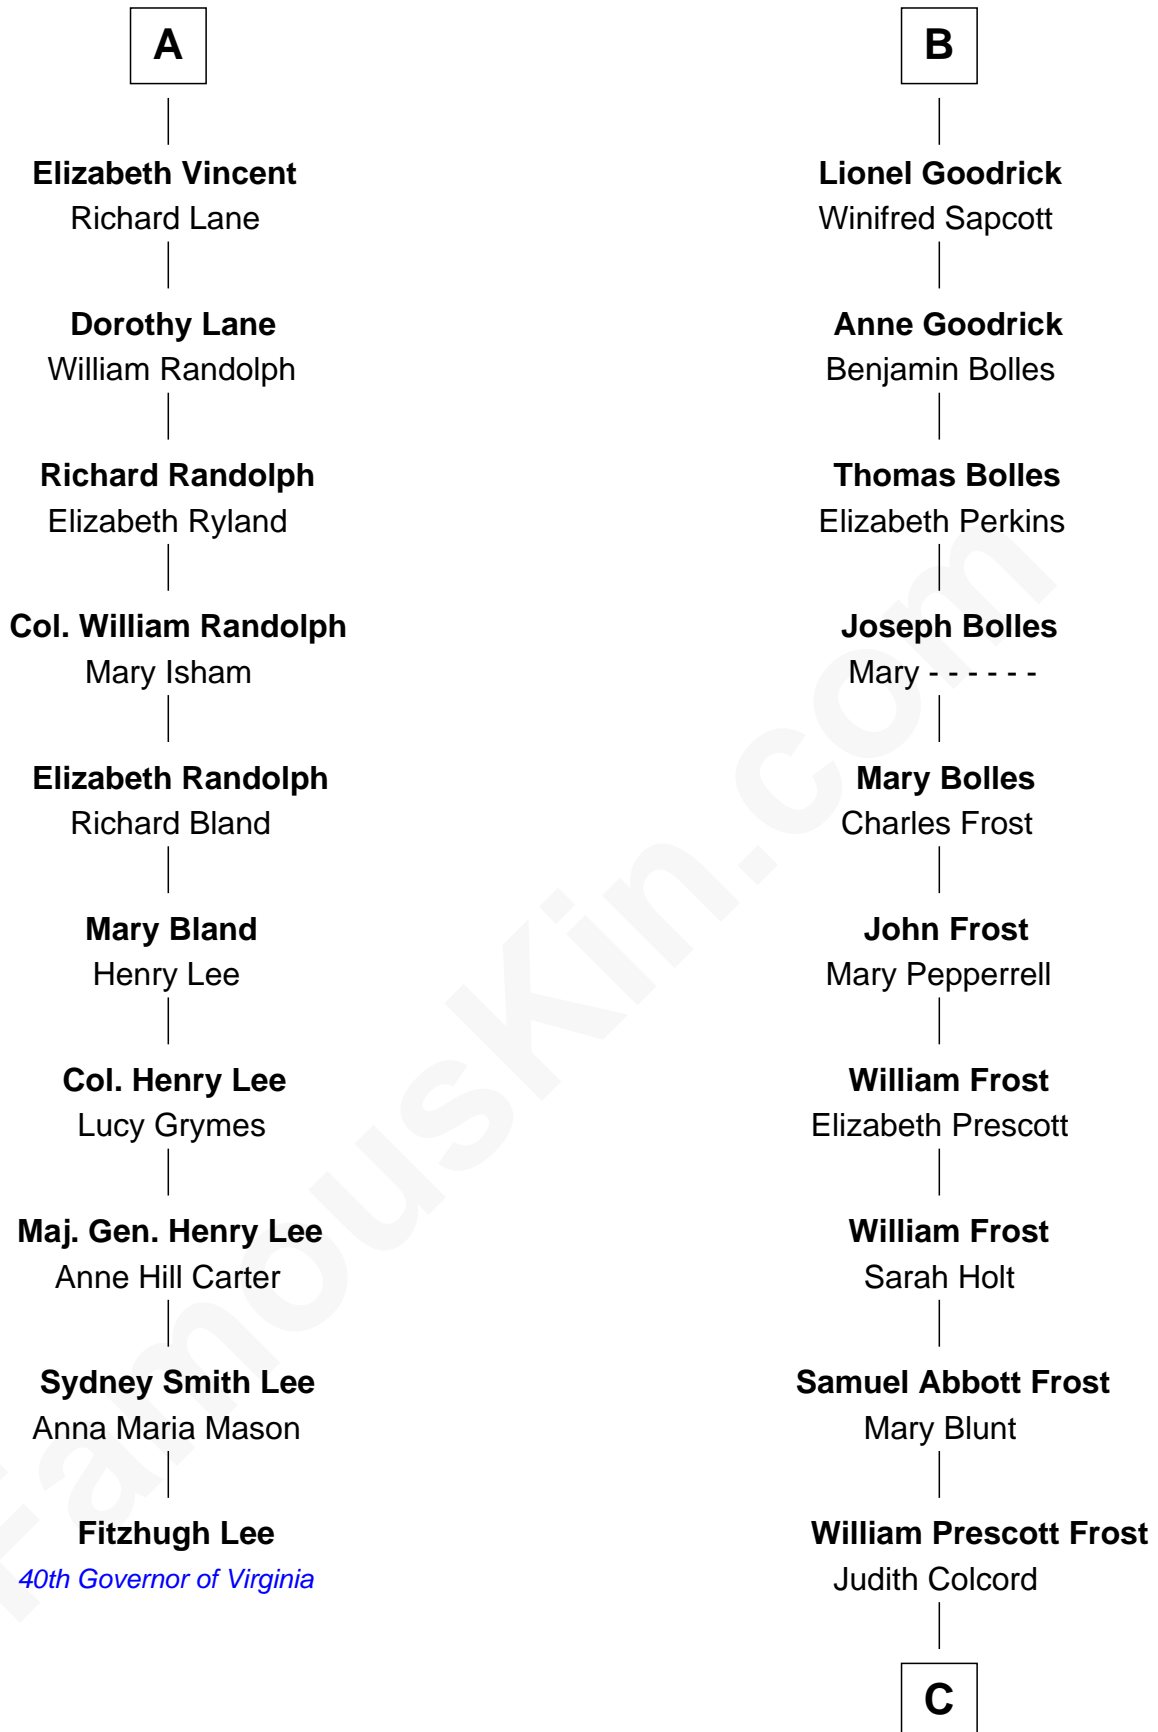 A
Elizabeth Vincent
Richard Lane
Dorothy Lane
William Randolph
Richard Randolph
Elizabeth Ryland
Col. William Randolph
Mary Isham
Elizabeth Randolph
Richard Bland
Mary Bland
Henry Lee
Col. Henry Lee
Lucy Grymes
Maj. Gen. Henry Lee
Anne Hill Carter
Sydney Smith Lee
Anna Maria Mason
Fitzhugh Lee
40th Governor of Virginia
B
Lionel Goodrick
Winifred Sapcott
Anne Goodrick
Benjamin Bolles
Thomas Bolles
Elizabeth Perkins
Joseph Bolles
Mary - - - - - -
Mary Bolles
Charles Frost
John Frost
Mary Pepperrell
William Frost
Elizabeth Prescott
William Frost
Sarah Holt
Samuel Abbott Frost
Mary Blunt
William Prescott Frost
Judith Colcord
C
FamousKin.com